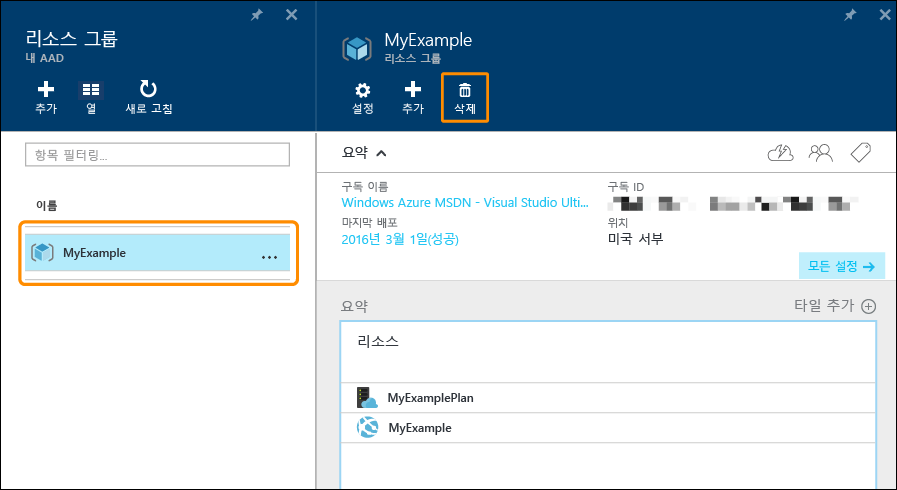 리소스 그룹
내 AAD
추가
열
새로 고침
항목 필터링...
이름
MyExample
...
MyExample
리소스 그룹
설정
추가
삭제
요약
구독 이름
구독 ID
Windows Azure MSDN - Visual Studio Ulti...
마지막 배포
위치
2016년 3월 1일(성공)
미국 서부
모든 설정 →
요약
타일 추가
리소스
MyExamplePlan
MyExample